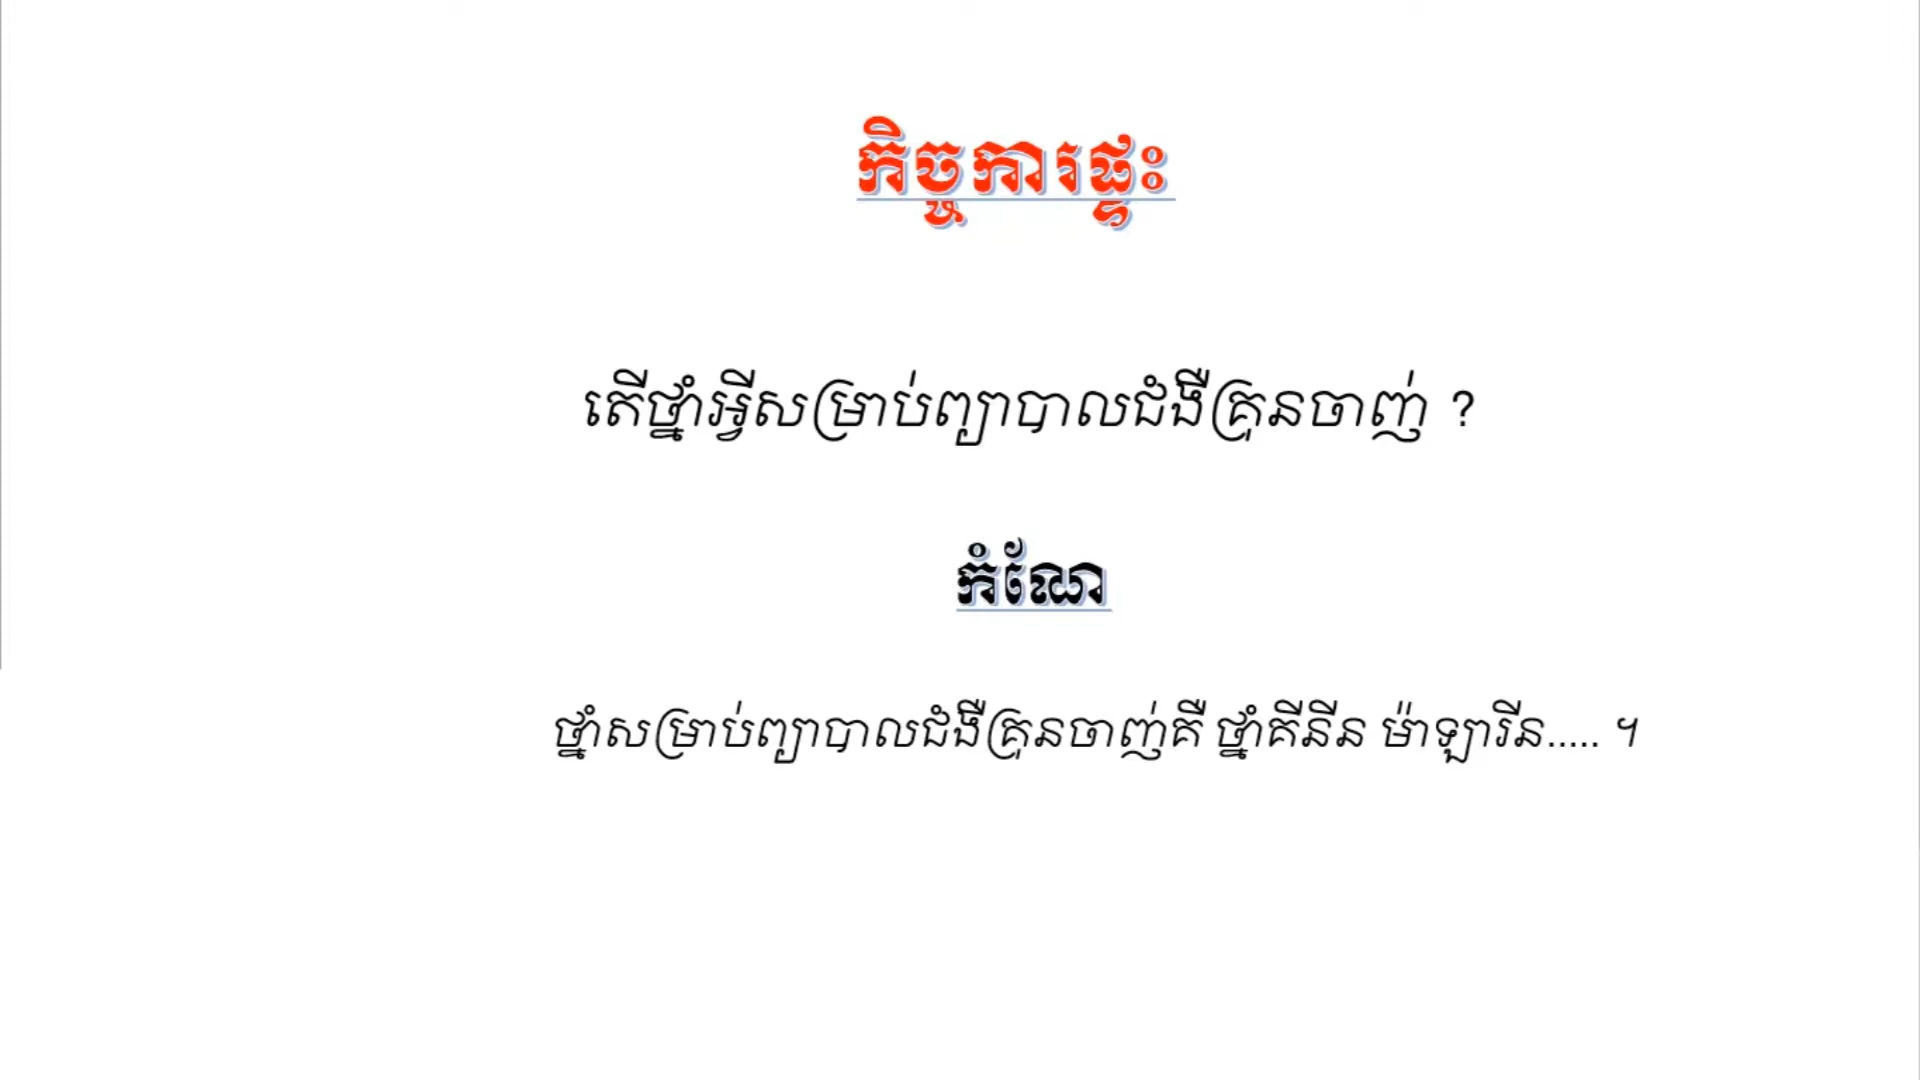 កិច្ចការផ្ទះ
តើថ្នាំអ្វីសម្រាប់ព្យាបាលជំងឺគ្រុនចាញ់ ?
កំណែ
ថ្នាំសម្រាប់ព្យាបាលជំងឺគ្រុនចាញ់គឺ ថ្នាំគីនីន ម៉ាឡារីន..... ។